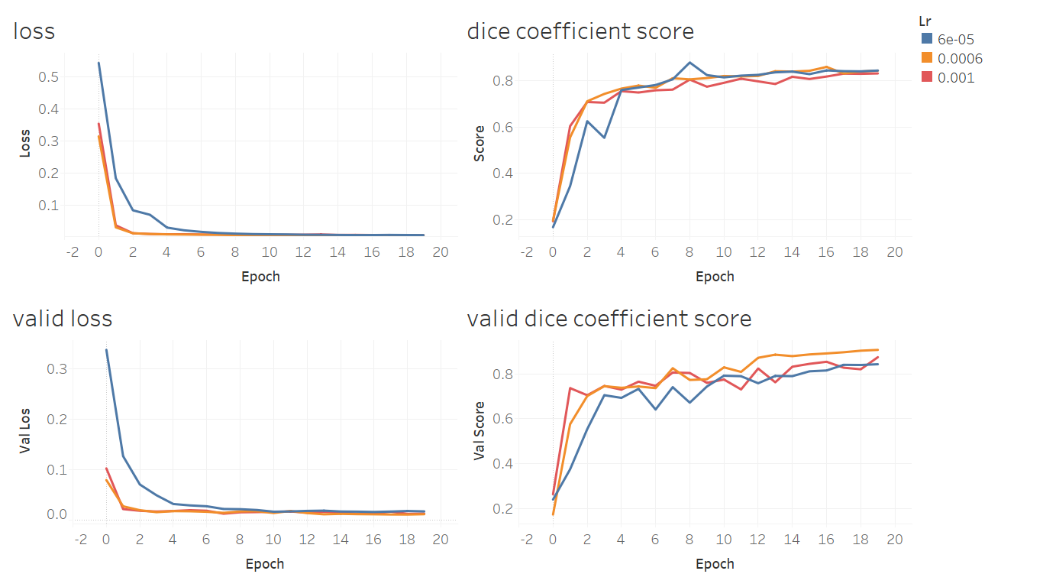 loss
dice coefficient score
Lr
6e-05
0.0006
0.001
0.5
0.4
0.3
0.2
0.1
Loss
-2 0 2 4 6 8 10 12 14 16 18 20
Epoch
0.8
0.6
0.4
0.2
Score
-2 0 2 4 6 8 10 12 14 16 18 20
Epoch
valid loss
valid dice coefficient score
0.3
0.2
0.1
0.0
Val Los
-2 0 2 4 6 8 10 12 14 16 18 20
Epoch
0.8
0.6
0.4
0.2
Val Score
-2 0 2 4 6 8 10 12 14 16 18 20
Epoch